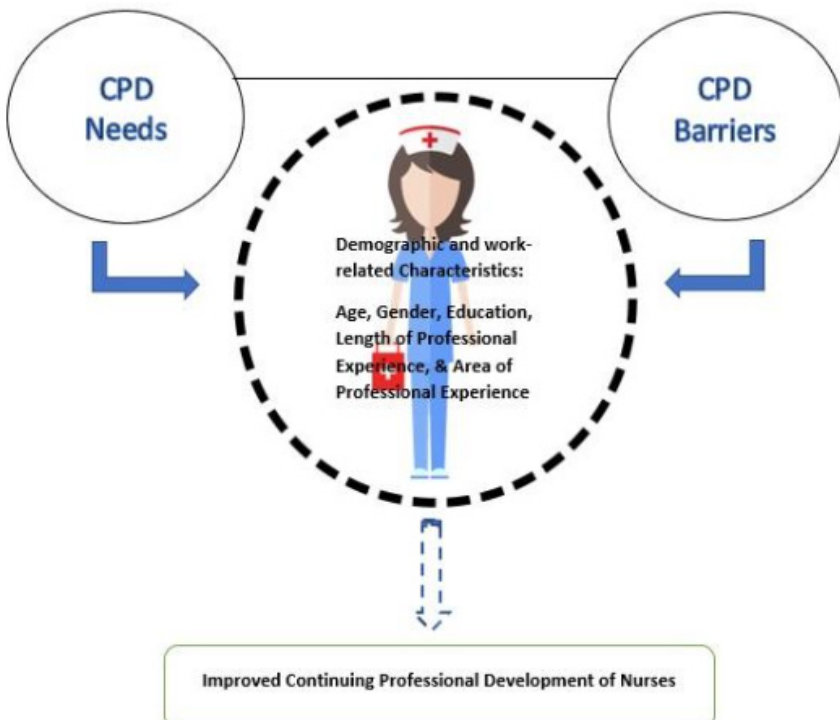 CPD
Needs
CPD
Barriers
Demographic and work-
related Characteristics:
Age, Gender, Education,
Length of Professional
Experience, & Area of
Professional Experience
Improved Continuing Professional Development of Nurses